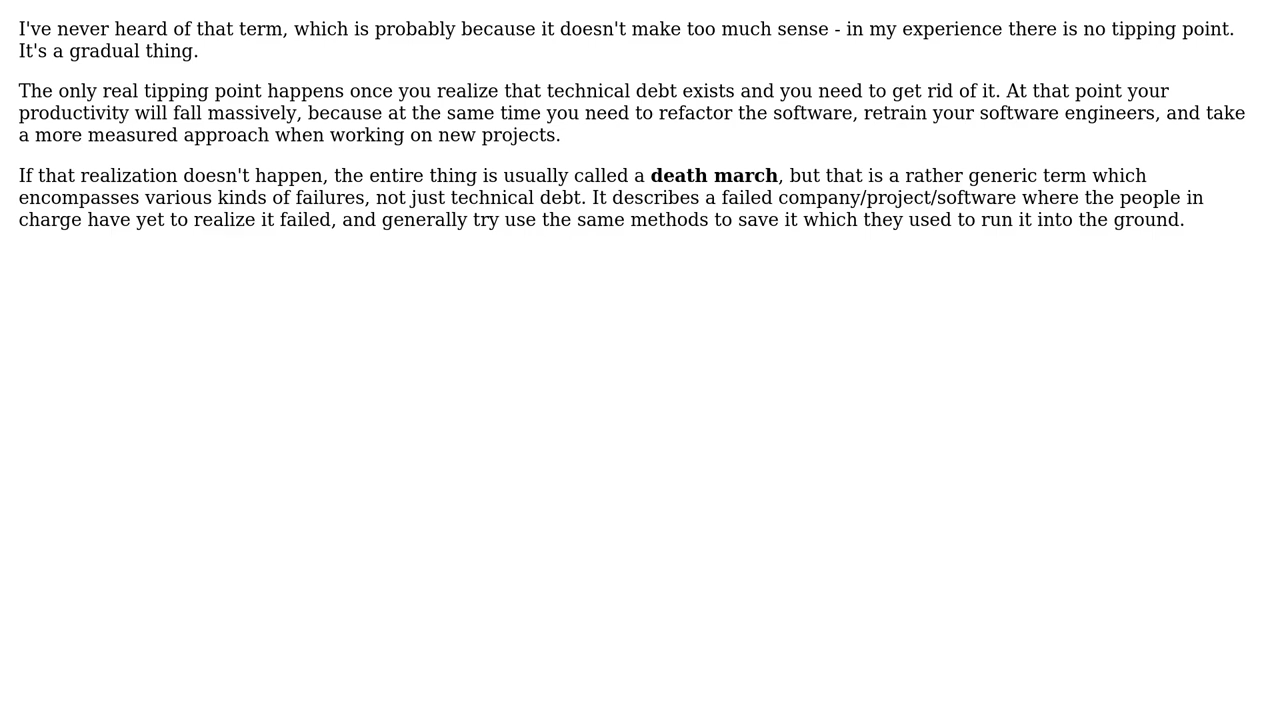 I've never heard of that term, which is probably because it doesn't make too much sense - in my experience there is no tipping point.
It's a gradual thing.
The only real tipping point happens once you realize that technical debt exists and you need to get rid of it. At that point your
productivity will fall massively, because at the same time you need to refactor the software, retrain your software engineers, and take
a more measured approach when working on new projects.
If that realization doesn't happen, the entire thing is usually called a death march, but that is a rather generic term which
encompasses various kinds of failures, not just technical debt. It describes a failed company/project/software where the people in
charge have yet to realize it failed, and generally try use the same methods to save it which they used to run it into the ground.